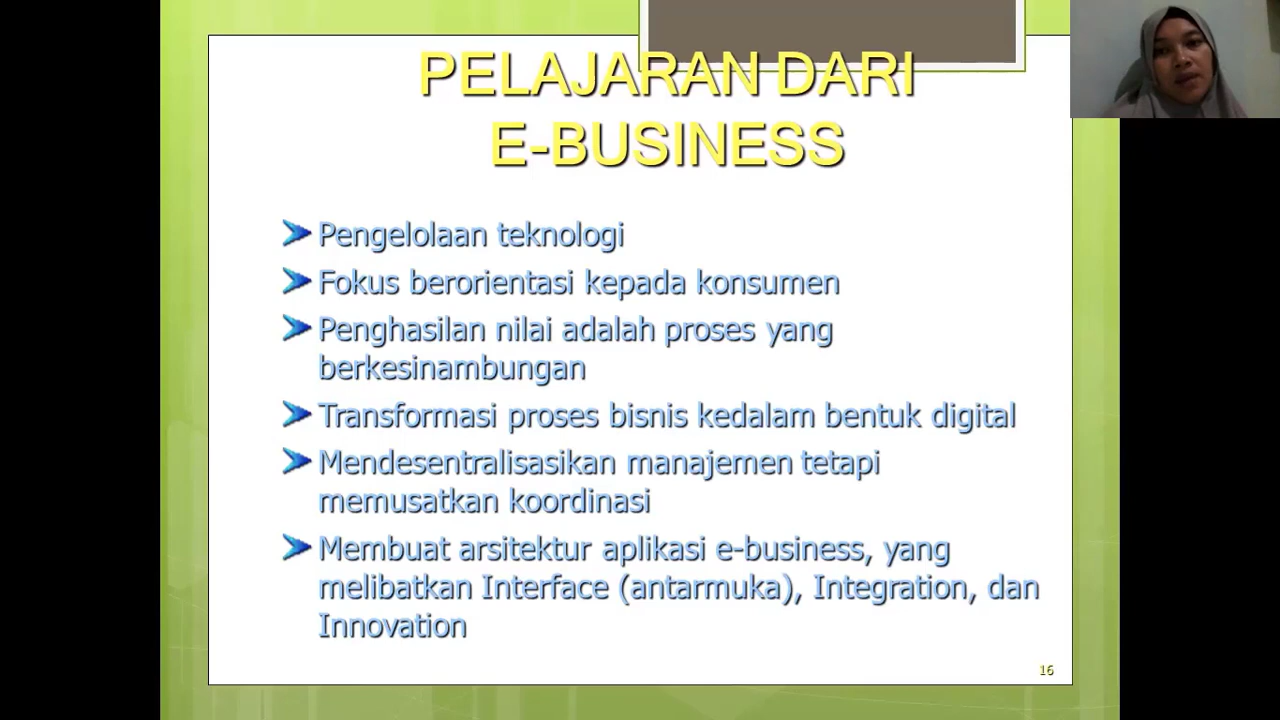 PELAJARAN DARI
E-BUSINESS
Pengelolaan teknologi
Fokus berorientasi kepada konsumen
Penghasilan nilai adalah proses yang
berkesinambungan
Transformasi proses bisnis kedalam bentuk digital
Mendesentralisasikan manajemen tetapi
memusatkan koordinasi
Membuat arsitektur aplikasi e-business, yang
melibatkan Interface (antarmuka), Integration, dan
Innovation
16